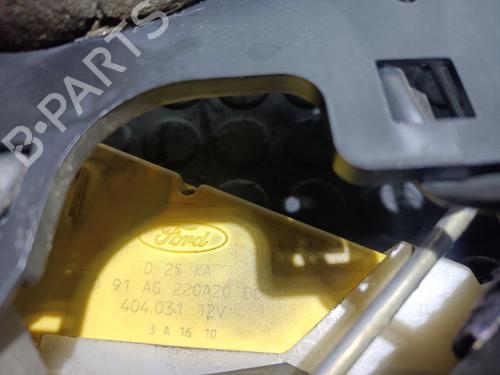 B-PARTS
Ford
D 25 KA
91 AG 220A20
404.031 12V
3 A 16 10